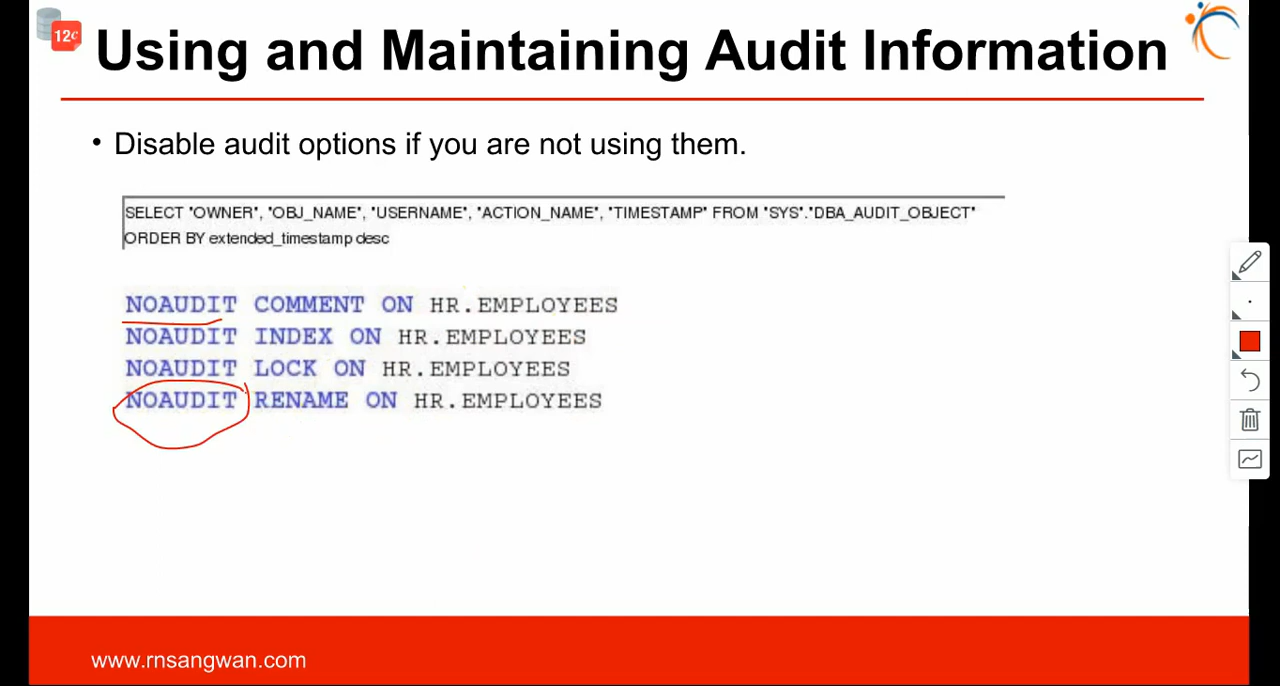 12c
Using and Maintaining Audit Information
• Disable audit options if you are not using them.
SELECT "OWNER", "OBJ_NAME", "USERNAME", "ACTION_NAME", "TIMESTAMP" FROM "SYS"."DBA_AUDIT_OBJECT"
ORDER BY extended_timestamp desc
NOAUDIT COMMENT ON HR.EMPLOYEES
NOAUDIT INDEX ON HR.EMPLOYEES
NOAUDIT LOCK ON HR.EMPLOYEES
NOAUDIT RENAME ON HR.EMPLOYEES
www.rnsangwan.com